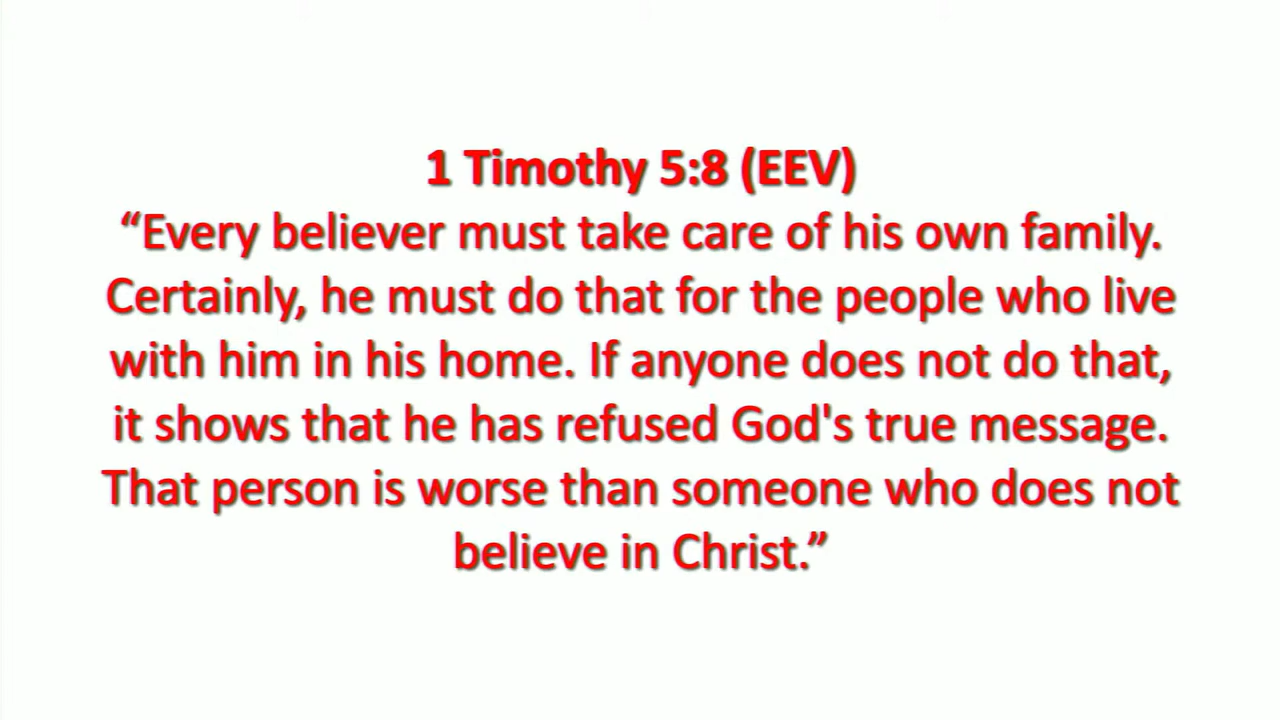 1 Timothy 5:8 (EEV)
“Every believer must take care of his own family.
Certainly, he must do that for the people who live
with him in his home. If anyone does not do that,
it shows that he has refused God's true message.
That person is worse than someone who does not
believe in Christ.”